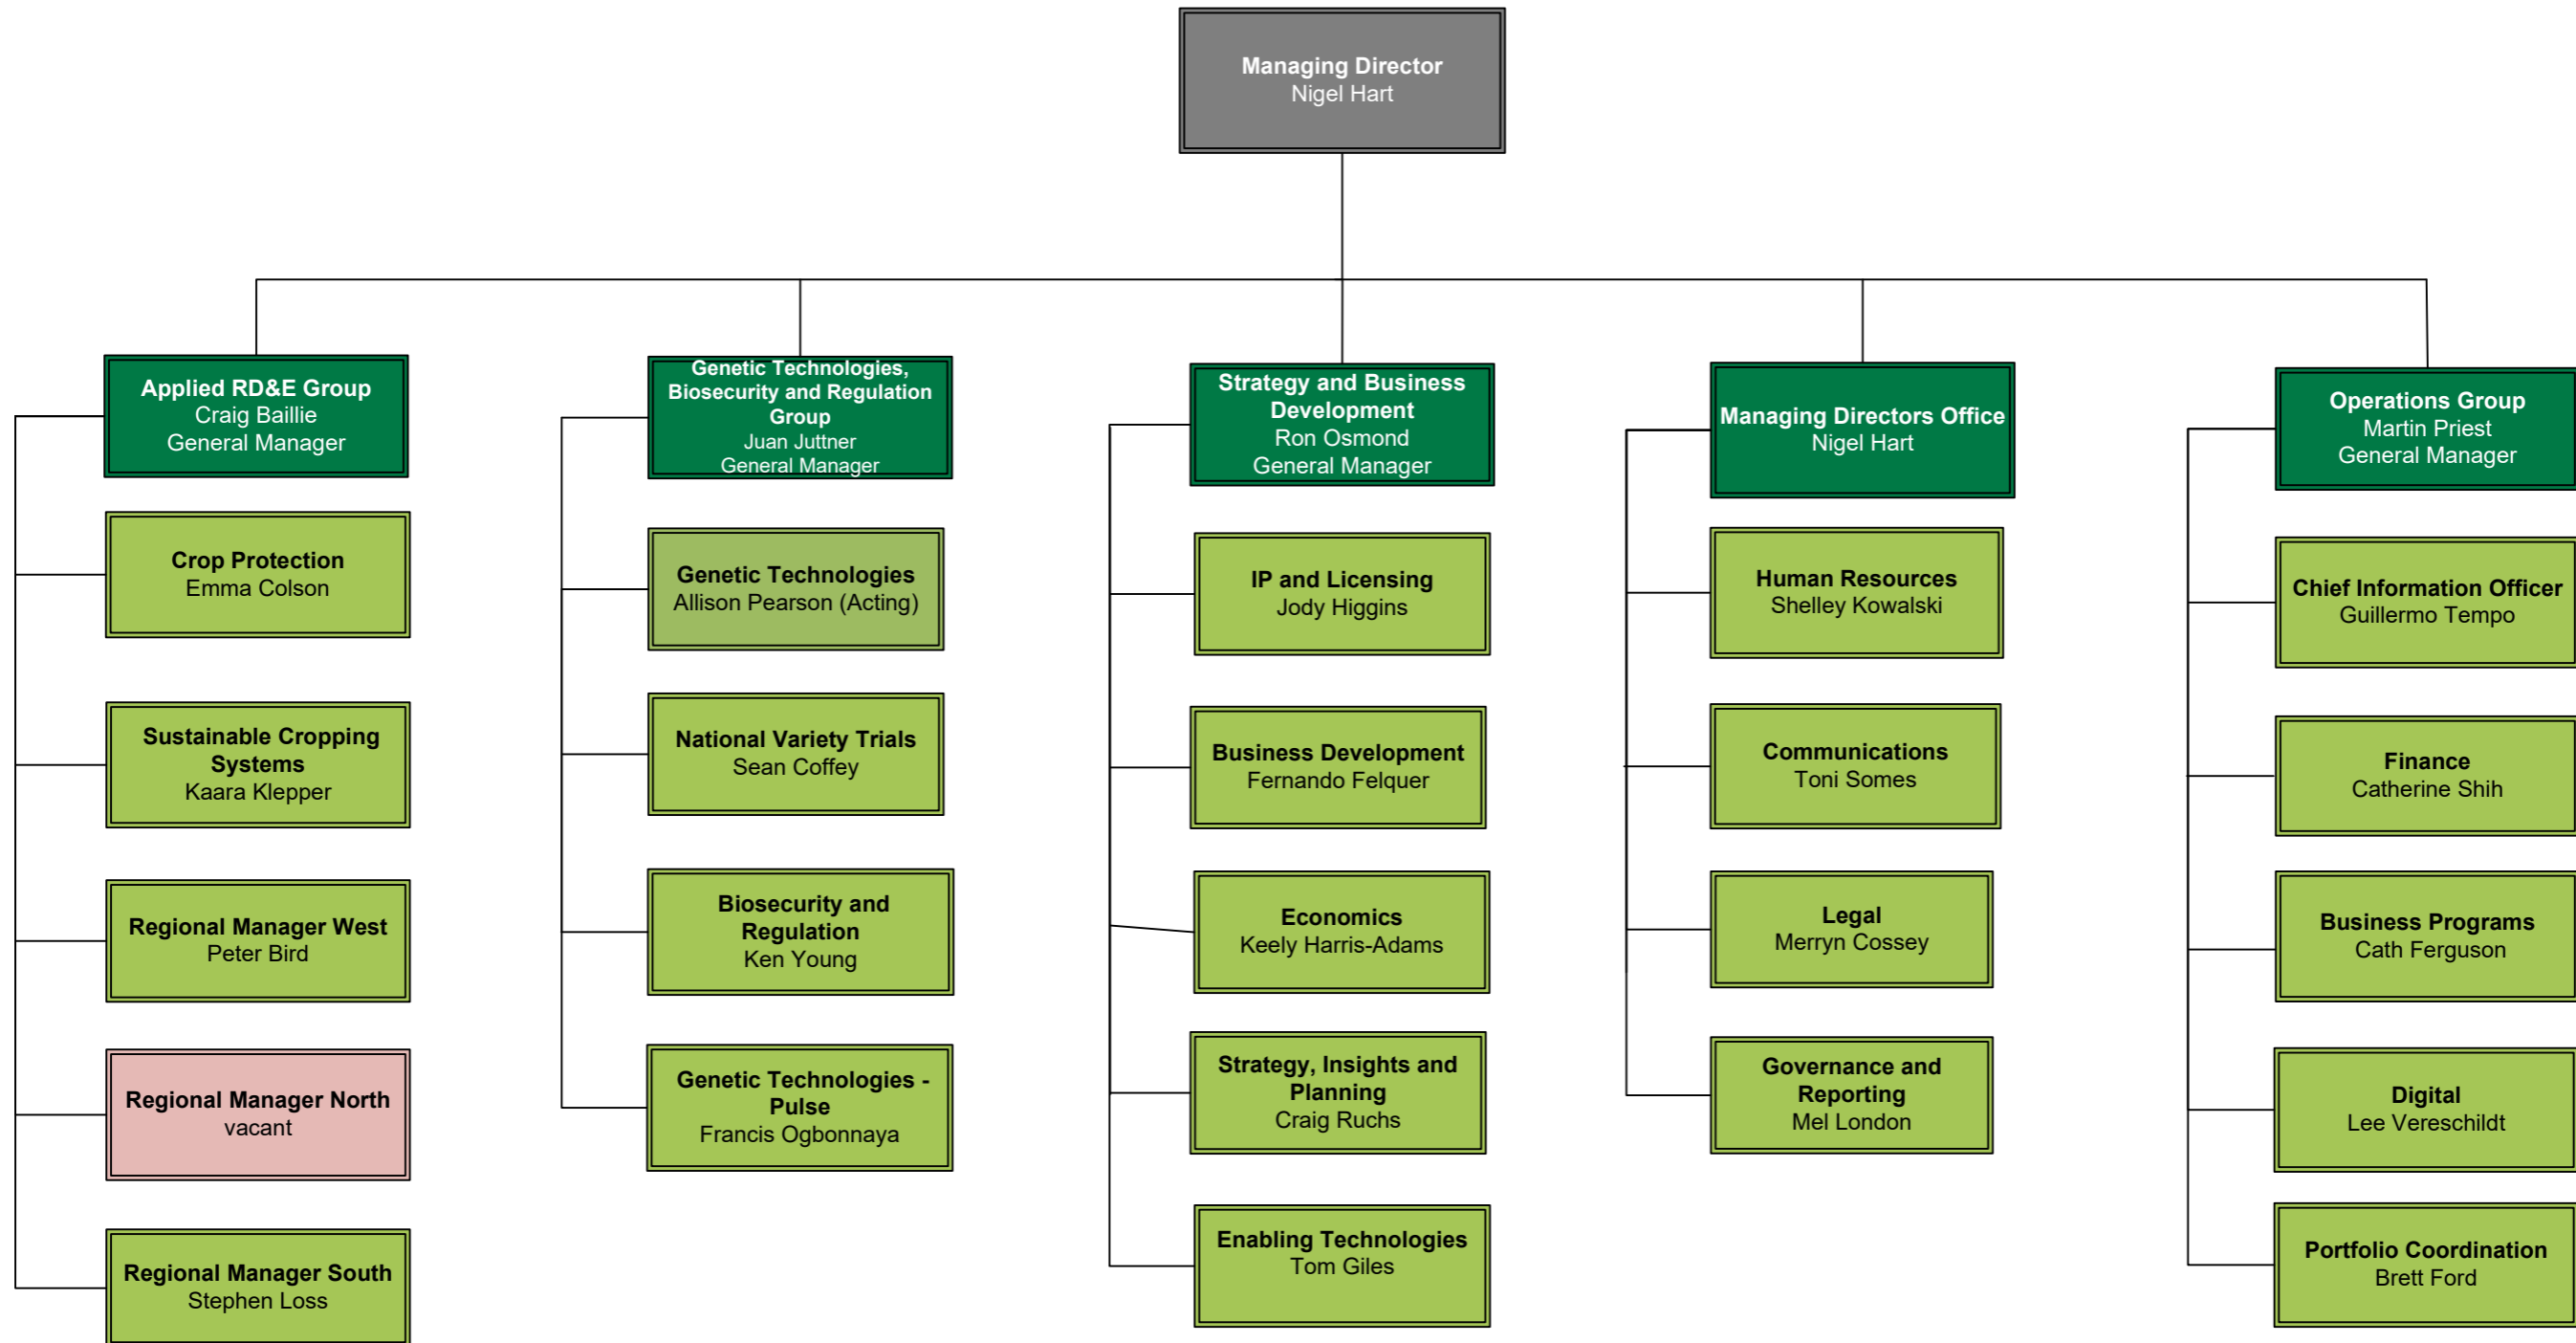 Managing Director
Nigel Hart
Applied RD&E Group
Craig Baillie
General Manager
Crop Protection
Emma Colson
Sustainable Cropping
Systems
Kaara Klepper
Regional Manager West
Peter Bird
Regional Manager North
vacant
Regional Manager South
Stephen Loss
Genetic Technologies,
Biosecurity and Regulation
Group
Juan Juttner
General Manager
Genetic Technologies
Allison Pearson (Acting)
National Variety Trials
Sean Coffey
Biosecurity and
Regulation
Ken Young
Genetic Technologies -
Pulse
Francis Ogbonnaya
Strategy and Business
Development
Ron Osmond
General Manager
IP and Licensing
Jody Higgins
Business Development
Fernando Felquer
Economics
Keely Harris-Adams
Strategy, Insights and
Planning
Craig Ruchs
Enabling Technologies
Tom Giles
Managing Directors Office
Nigel Hart
Human Resources
Shelley Kowalski
Communications
Toni Somes
Legal
Merryn Cossey
Governance and
Reporting
Mel London
Operations Group
Martin Priest
General Manager
Chief Information Officer
Guillermo Tempo
Finance
Catherine Shih
Business Programs
Cath Ferguson
Digital
Lee Vereschildt
Portfolio Coordination
Brett Ford